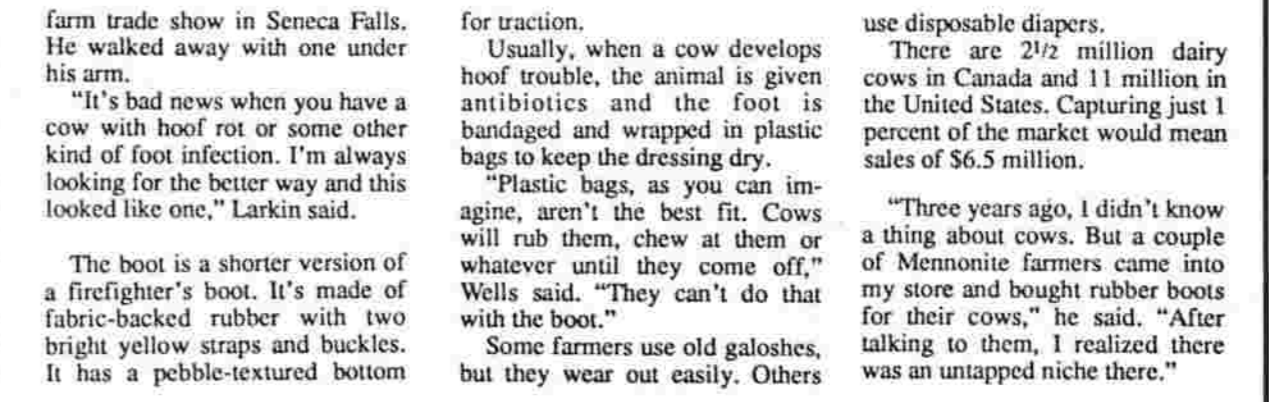 farm trade show in Seneca Falls.
He walked away with one under
his arm.
"It's bad news when you have a
cow with hoof rot or some other
kind of foot infection. I'm always
looking for the better way and this
looked like one," Larkin said.
The boot is a shorter version of
a firefighter's boot. It's made of
fabric-backed rubber with two
bright yellow straps and buckles.
It has a pebble-textured bottom
for traction.
Usually, when a cow develops
hoof trouble, the animal is given
antibiotics and the foot is
bandaged and wrapped in plastic
bags to keep the dressing dry.
"Plastic bags, as you can im-
agine, aren't the best fit. Cows
will rub them, chew at them or
whatever until they come off,"
Wells said. "They can't do that
with the boot."
Some farmers use old galoshes,
but they wear out easily. Others
use disposable diapers.
There are 2½ million dairy
cows in Canada and 11 million in
the United States. Capturing just 1
percent of the market would mean
sales of $6.5 million.
"Three years ago, I didn't know
a thing about cows. But a couple
of Mennonite farmers came into
my store and bought rubber boots
for their cows," he said. "After
talking to them, I realized there
was an untapped niche there."